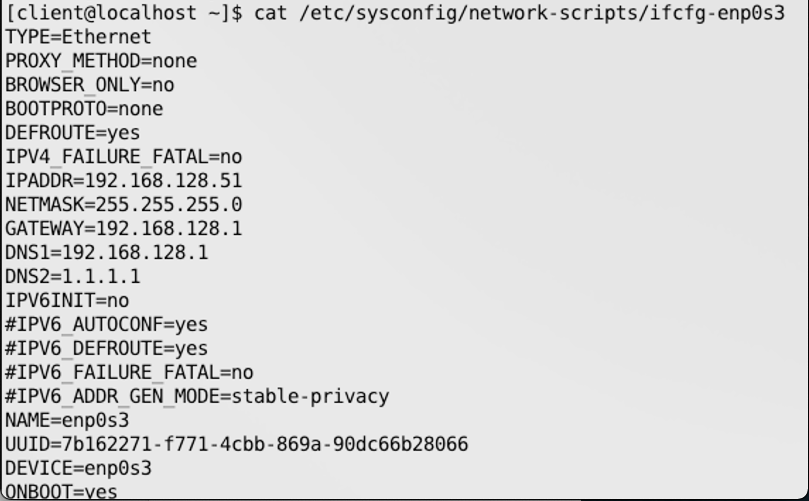 [client@localhost ~]$ cat /etc/sysconfig/network-scripts/ifcfg-enp0s3
TYPE=Ethernet
PROXY_METHOD=none
BROWSER_ONLY=no
BOOTPROTO=none
DEFROUTE=yes
IPV4_FAILURE_FATAL=no
IPADDR=192.168.128.51
NETMASK=255.255.255.0
GATEWAY=192.168.128.1
DNS1=192.168.128.1
DNS2=1.1.1.1
IPV6INIT=no
#IPV6_AUTOCONF=yes
#IPV6_DEFROUTE=yes
#IPV6_FAILURE_FATAL=no
#IPV6_ADDR_GEN_MODE=stable-privacy
NAME=enp0s3
UUID=7b162271-f771-4cbb-869a-90dc66b28066
DEVICE=enp0s3
ONBOOT=yes